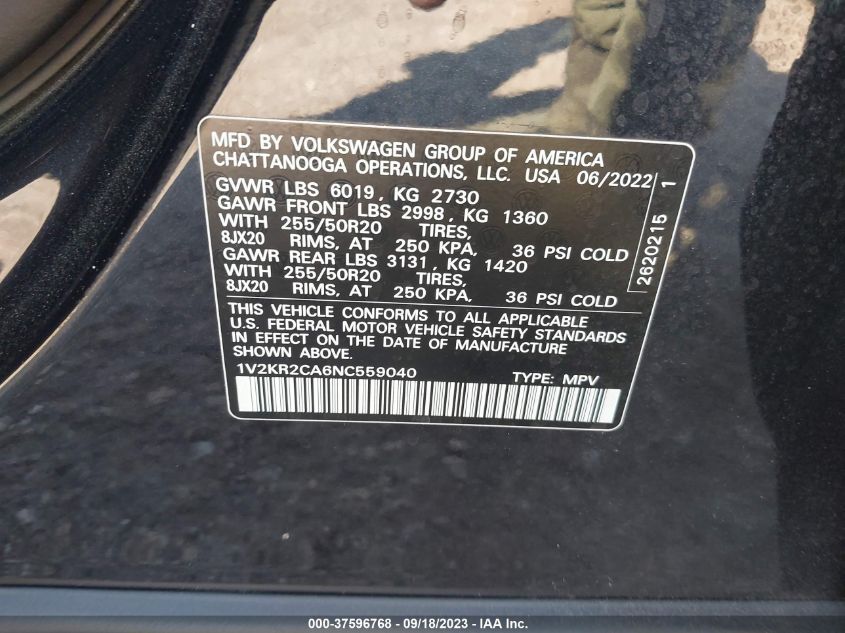 MFD BY VOLKSWAGEN GROUP OF AMERICA
CHATTANOOGA OPERATIONS, LLC. USA 06/2022
GVWR LBS 6019, KG 2730
GAWR FRONT LBS 2998, KG 1360
WITH 255/50R20 TIRES,
8JX20 RIMS, AT 250 KPA, 36 PSI COLD
GAWR REAR LBS 3131, KG 1420
WITH 255/50R20 TIRES,
8JX20 RIMS, AT 250 KPA, 36 PSI COLD
2620215 1
THIS VEHICLE CONFORMS TO ALL APPLICABLE
U.S. FEDERAL MOTOR VEHICLE SAFETY STANDARDS
IN EFFECT ON THE DATE OF MANUFACTURE
SHOWN ABOVE.
1V2KR2CA6NC559040 TYPE: MPV
000-37596768 - 09/18/2023 - IAA Inc.